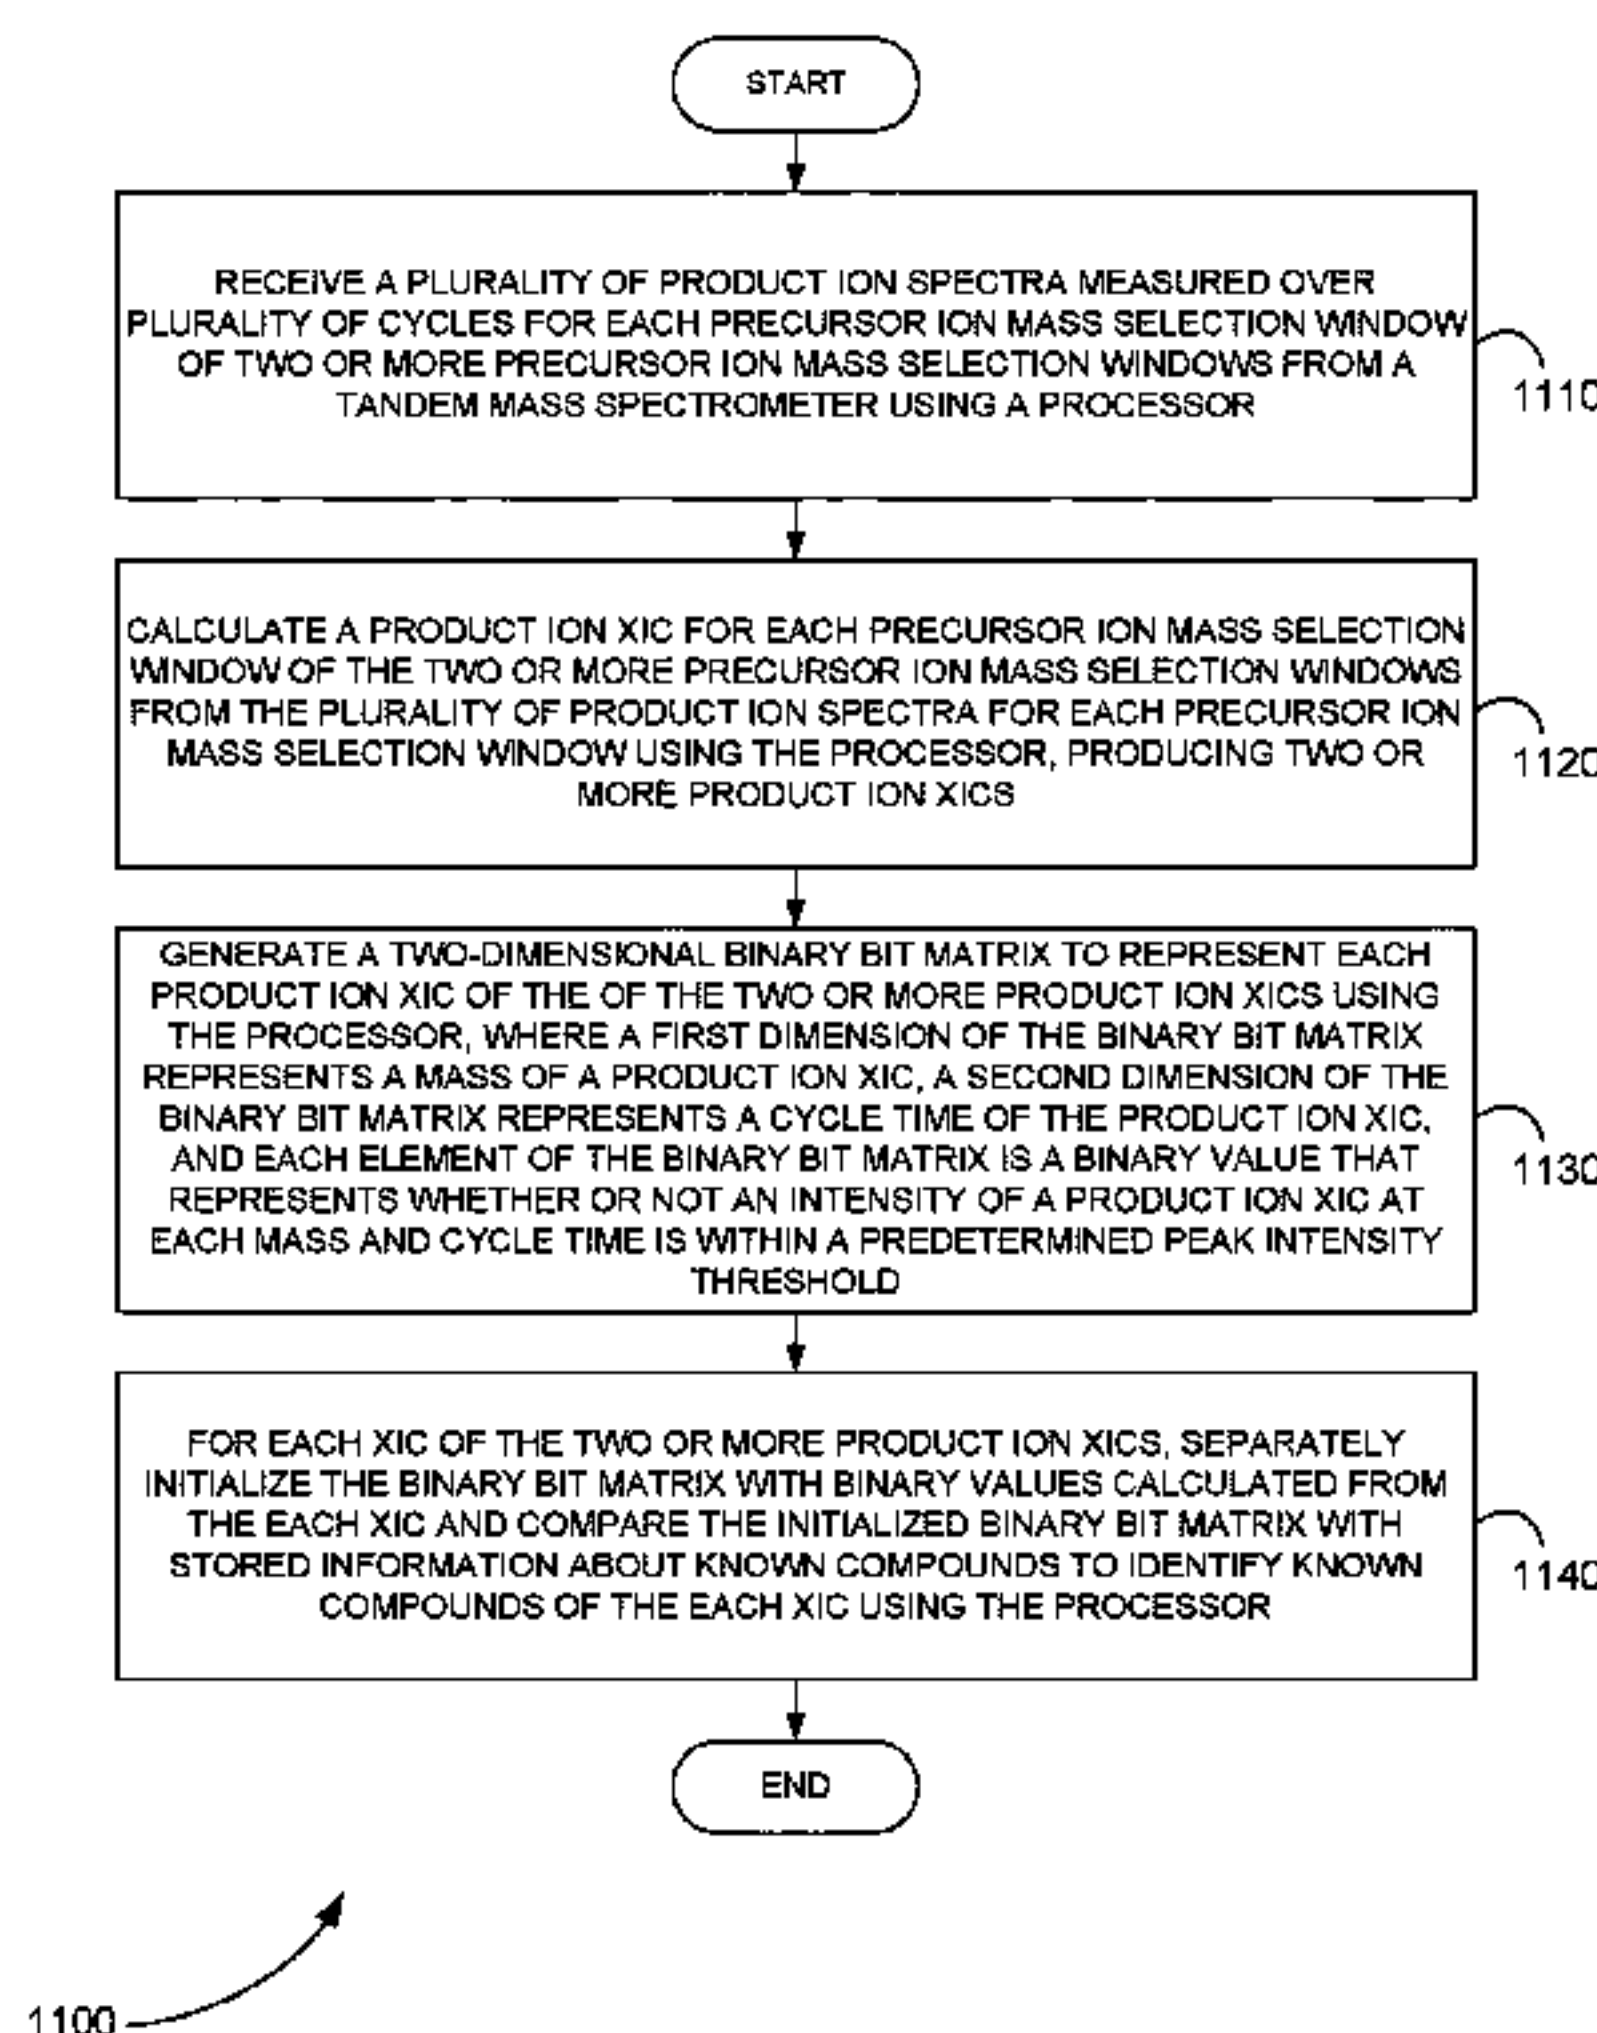 START
RECEIVE A PLURALITY OF PRODUCT ION SPECTRA MEASURED OVER
PLURALITY OF CYCLES FOR EACH PRECURSOR ION MASS SELECTION WINDOW
OF TWO OR MORE PRECURSOR ION MASS SELECTION WINDOWS FROM A
TANDEM MASS SPECTROMETER USING A PROCESSOR
1110
CALCULATE A PRODUCT ION XIC FOR EACH PRECURSOR ION MASS SELECTION
WINDOW OF THE TWO OR MORE PRECURSOR ION MASS SELECTION WINDOWS
FROM THE PLURALITY OF PRODUCT ION SPECTRA FOR EACH PRECURSOR ION
MASS SELECTION WINDOW USING THE PROCESSOR, PRODUCING TWO OR
MORE PRODUCT ION XICS
1120
GENERATE A TWO-DIMENSIONAL BINARY BIT MATRIX TO REPRESENT EACH
PRODUCT ION XIC OF THE OF THE TWO OR MORE PRODUCT ION XICS USING
THE PROCESSOR, WHERE A FIRST DIMENSION OF THE BINARY BIT MATRIX
REPRESENTS A MASS OF A PRODUCT ION XIC, A SECOND DIMENSION OF THE
BINARY BIT MATRIX REPRESENTS A CYCLE TIME OF THE PRODUCT ION XIC,
AND EACH ELEMENT OF THE BINARY BIT MATRIX IS A BINARY VALUE THAT
REPRESENTS WHETHER OR NOT AN INTENSITY OF A PRODUCT ION XIC AT
EACH MASS AND CYCLE TIME IS WITHIN A PREDETERMINED PEAK INTENSITY
THRESHOLD
1130
FOR EACH XIC OF THE TWO OR MORE PRODUCT ION XICS, SEPARATELY
INITIALIZE THE BINARY BIT MATRIX WITH BINARY VALUES CALCULATED FROM
THE EACH XIC AND COMPARE THE INITIALIZED BINARY BIT MATRIX WITH
STORED INFORMATION ABOUT KNOWN COMPOUNDS TO IDENTIFY KNOWN
COMPOUNDS OF THE EACH XIC USING THE PROCESSOR
1140
END
1100